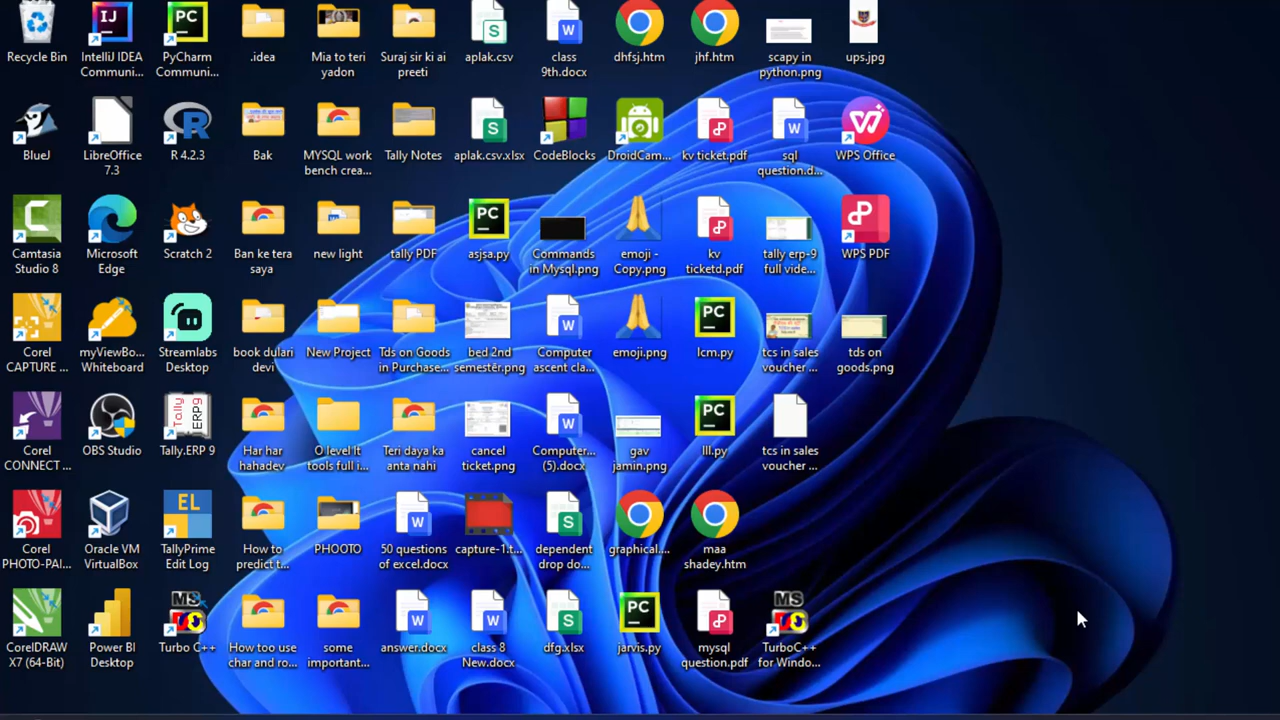 Recycle Bin
IntelliJ IDEA
Communi...
PyCharm
Communi...
.idea
Mia to teri
yadon
Suraj sir ki ai
preeti
aplak.csv
class
9th.docx
dhfsj.htm
jhf.htm
scapy in
python.png
ups.jpg
BlueJ
LibreOffice
7.3
R 4.2.3
Bak
MYSQL work
bench crea...
Tally Notes
aplak.csv.xlsx
CodeBlocks
DroidCam...
kv ticket.pdf
sql
question.d...
WPS Office
Camtasia
Studio 8
Microsoft
Edge
Scratch 2
Ban ke tera
saya
new light
tally PDF
asjsa.py
Commands
in Mysql.png
emoji -
Copy.png
kv
ticketd.pdf
tally erp-9
full vide...
WPS PDF
Corel
CAPTURE ...
myViewBo...
Whiteboard
Streamlabs
Desktop
book dulari
devi
New Project
Tds on Goods
in Purchase...
bed 2nd
semester.png
Computer
ascent cla...
emoji.png
lcm.py
tcs in sales
voucher ...
tds on
goods.png
Corel
CONNECT ...
OBS Studio
Tally.ERP 9
Har har
hahadev
O level It
tools full i...
Teri daya ka
anta nahi
cancel
ticket.png
Computer...
(5).docx
gav
jamin.png
lll.py
tcs in sales
voucher ...
Corel
PHOTO-PAI...
Oracle VM
VirtualBox
TallyPrime
Edit Log
How to
predict t...
PHOOTO
50 questions
of excel.docx
capture-1.t...
dependent
drop do...
graphical....
maa
shadey.htm
CorelDRAW
X7 (64-Bit)
Power BI
Desktop
Turbo C++
How too use
char and ro...
some
important...
answer.docx
class 8
New.docx
dfg.xlsx
jarvis.py
mysql
question.pdf
TurboC++
for Windo...